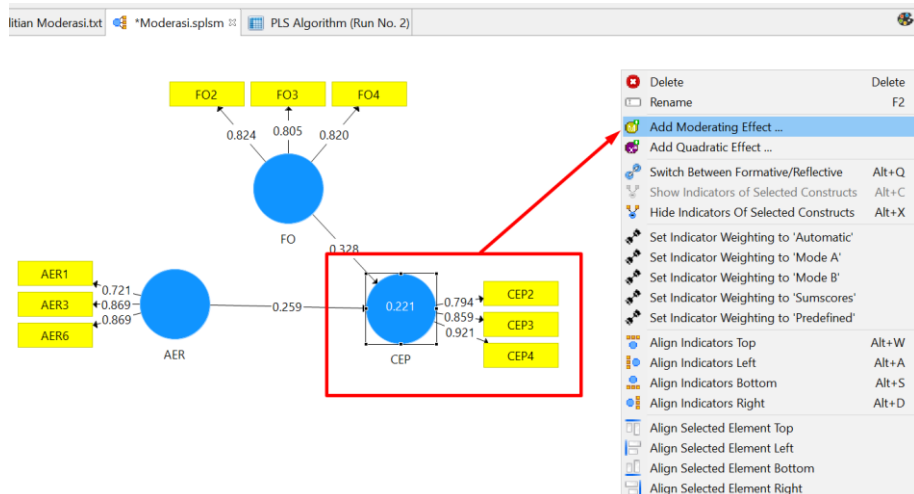 litian Moderasi.txt
*Moderasi.splsm
PLS Algorithm (Run No. 2)
FO2
FO3
FO4
0.824
0.805
0.820
FO
0.328
AER1
AER3
AER6
0.721
0.869
0.869
AER
0.259
0.221
CEP
0.794
0.859
0.921
CEP2
CEP3
CEP4
Delete Delete
Rename F2
Add Moderating Effect ...
Add Quadratic Effect ...
Switch Between Formative/Reflective Alt+Q
Show Indicators of Selected Constructs Alt+C
Hide Indicators Of Selected Constructs Alt+X
Set Indicator Weighting to 'Automatic'
Set Indicator Weighting to 'Mode A'
Set Indicator Weighting to 'Mode B'
Set Indicator Weighting to 'Sumscores'
Set Indicator Weighting to 'Predefined'
Align Indicators Top Alt+W
Align Indicators Left Alt+A
Align Indicators Bottom Alt+S
Align Indicators Right Alt+D
Align Selected Element Top
Align Selected Element Left
Align Selected Element Bottom
Align Selected Element Right